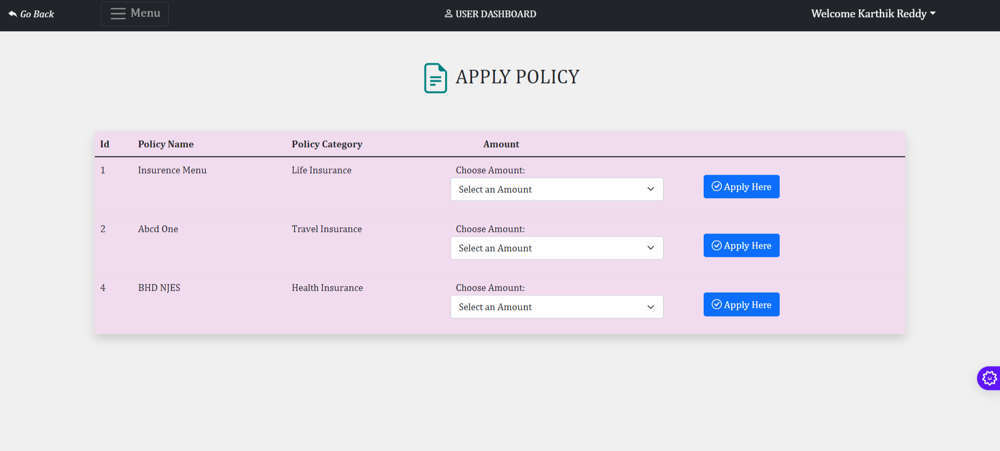 Go Back
Menu
USER DASHBOARD
Welcome Karthik Reddy
APPLY POLICY
Id Policy Name Policy Category Amount
1 Insurence Menu Life Insurance Choose Amount:
Select an Amount
Apply Here
2 Abcd One Travel Insurance Choose Amount:
Select an Amount
Apply Here
4 BHD NJES Health Insurance Choose Amount:
Select an Amount
Apply Here